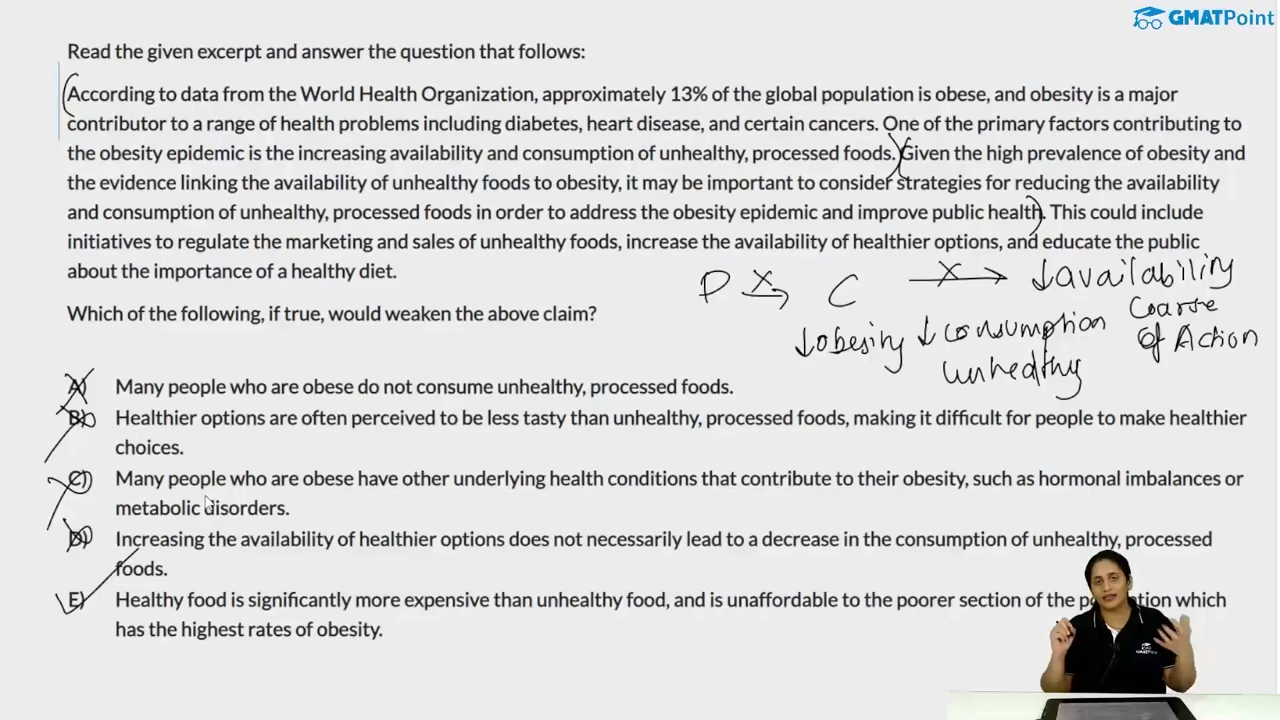 GMATPoint
Read the given excerpt and answer the question that follows:
According to data from the World Health Organization, approximately 13% of the global population is obese, and obesity is a major
contributor to a range of health problems including diabetes, heart disease, and certain cancers. One of the primary factors contributing to
the obesity epidemic is the increasing availability and consumption of unhealthy, processed foods. Given the high prevalence of obesity and
the evidence linking the availability of unhealthy foods to obesity, it may be important to consider strategies for reducing the availability
and consumption of unhealthy, processed foods in order to address the obesity epidemic and improve public health. This could include
initiatives to regulate the marketing and sales of unhealthy foods, increase the availability of healthier options, and educate the public
about the importance of a healthy diet.
P X→ C X→ ↓availability
Coarse
of Action
↓obesity ↓consumption
unhealthy
Which of the following, if true, would weaken the above claim?
A) Many people who are obese do not consume unhealthy, processed foods.
B) Healthier options are often perceived to be less tasty than unhealthy, processed foods, making it difficult for people to make healthier
choices.
C) Many people who are obese have other underlying health conditions that contribute to their obesity, such as hormonal imbalances or
metabolic disorders.
D) Increasing the availability of healthier options does not necessarily lead to a decrease in the consumption of unhealthy, processed
foods.
E) Healthy food is significantly more expensive than unhealthy food, and is unaffordable to the poorer section of the which
has the highest rates of obesity.